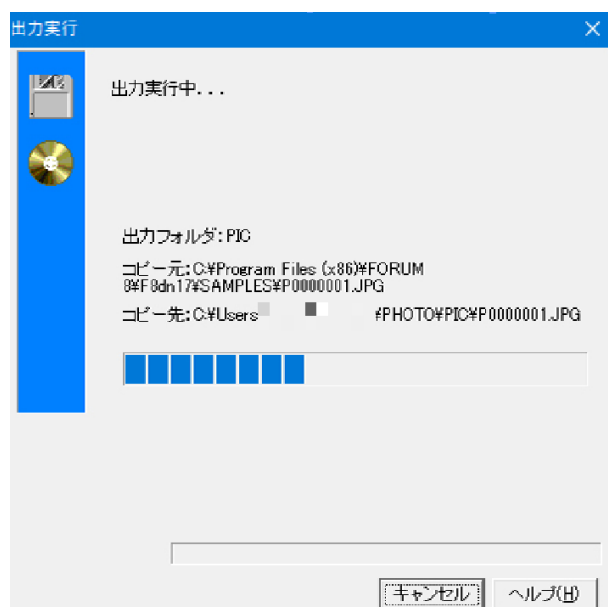 出力実行
出力実行中...
出力フォルダ:PIC
コピー元:C:¥Program Files (x86)¥FORUM
8¥F8dn17¥SAMPLES¥P0000001.JPG
コピー先:C:¥Users ¥PHOTO¥PIC¥P0000001.JPG
キャンセル ヘルプ(H)